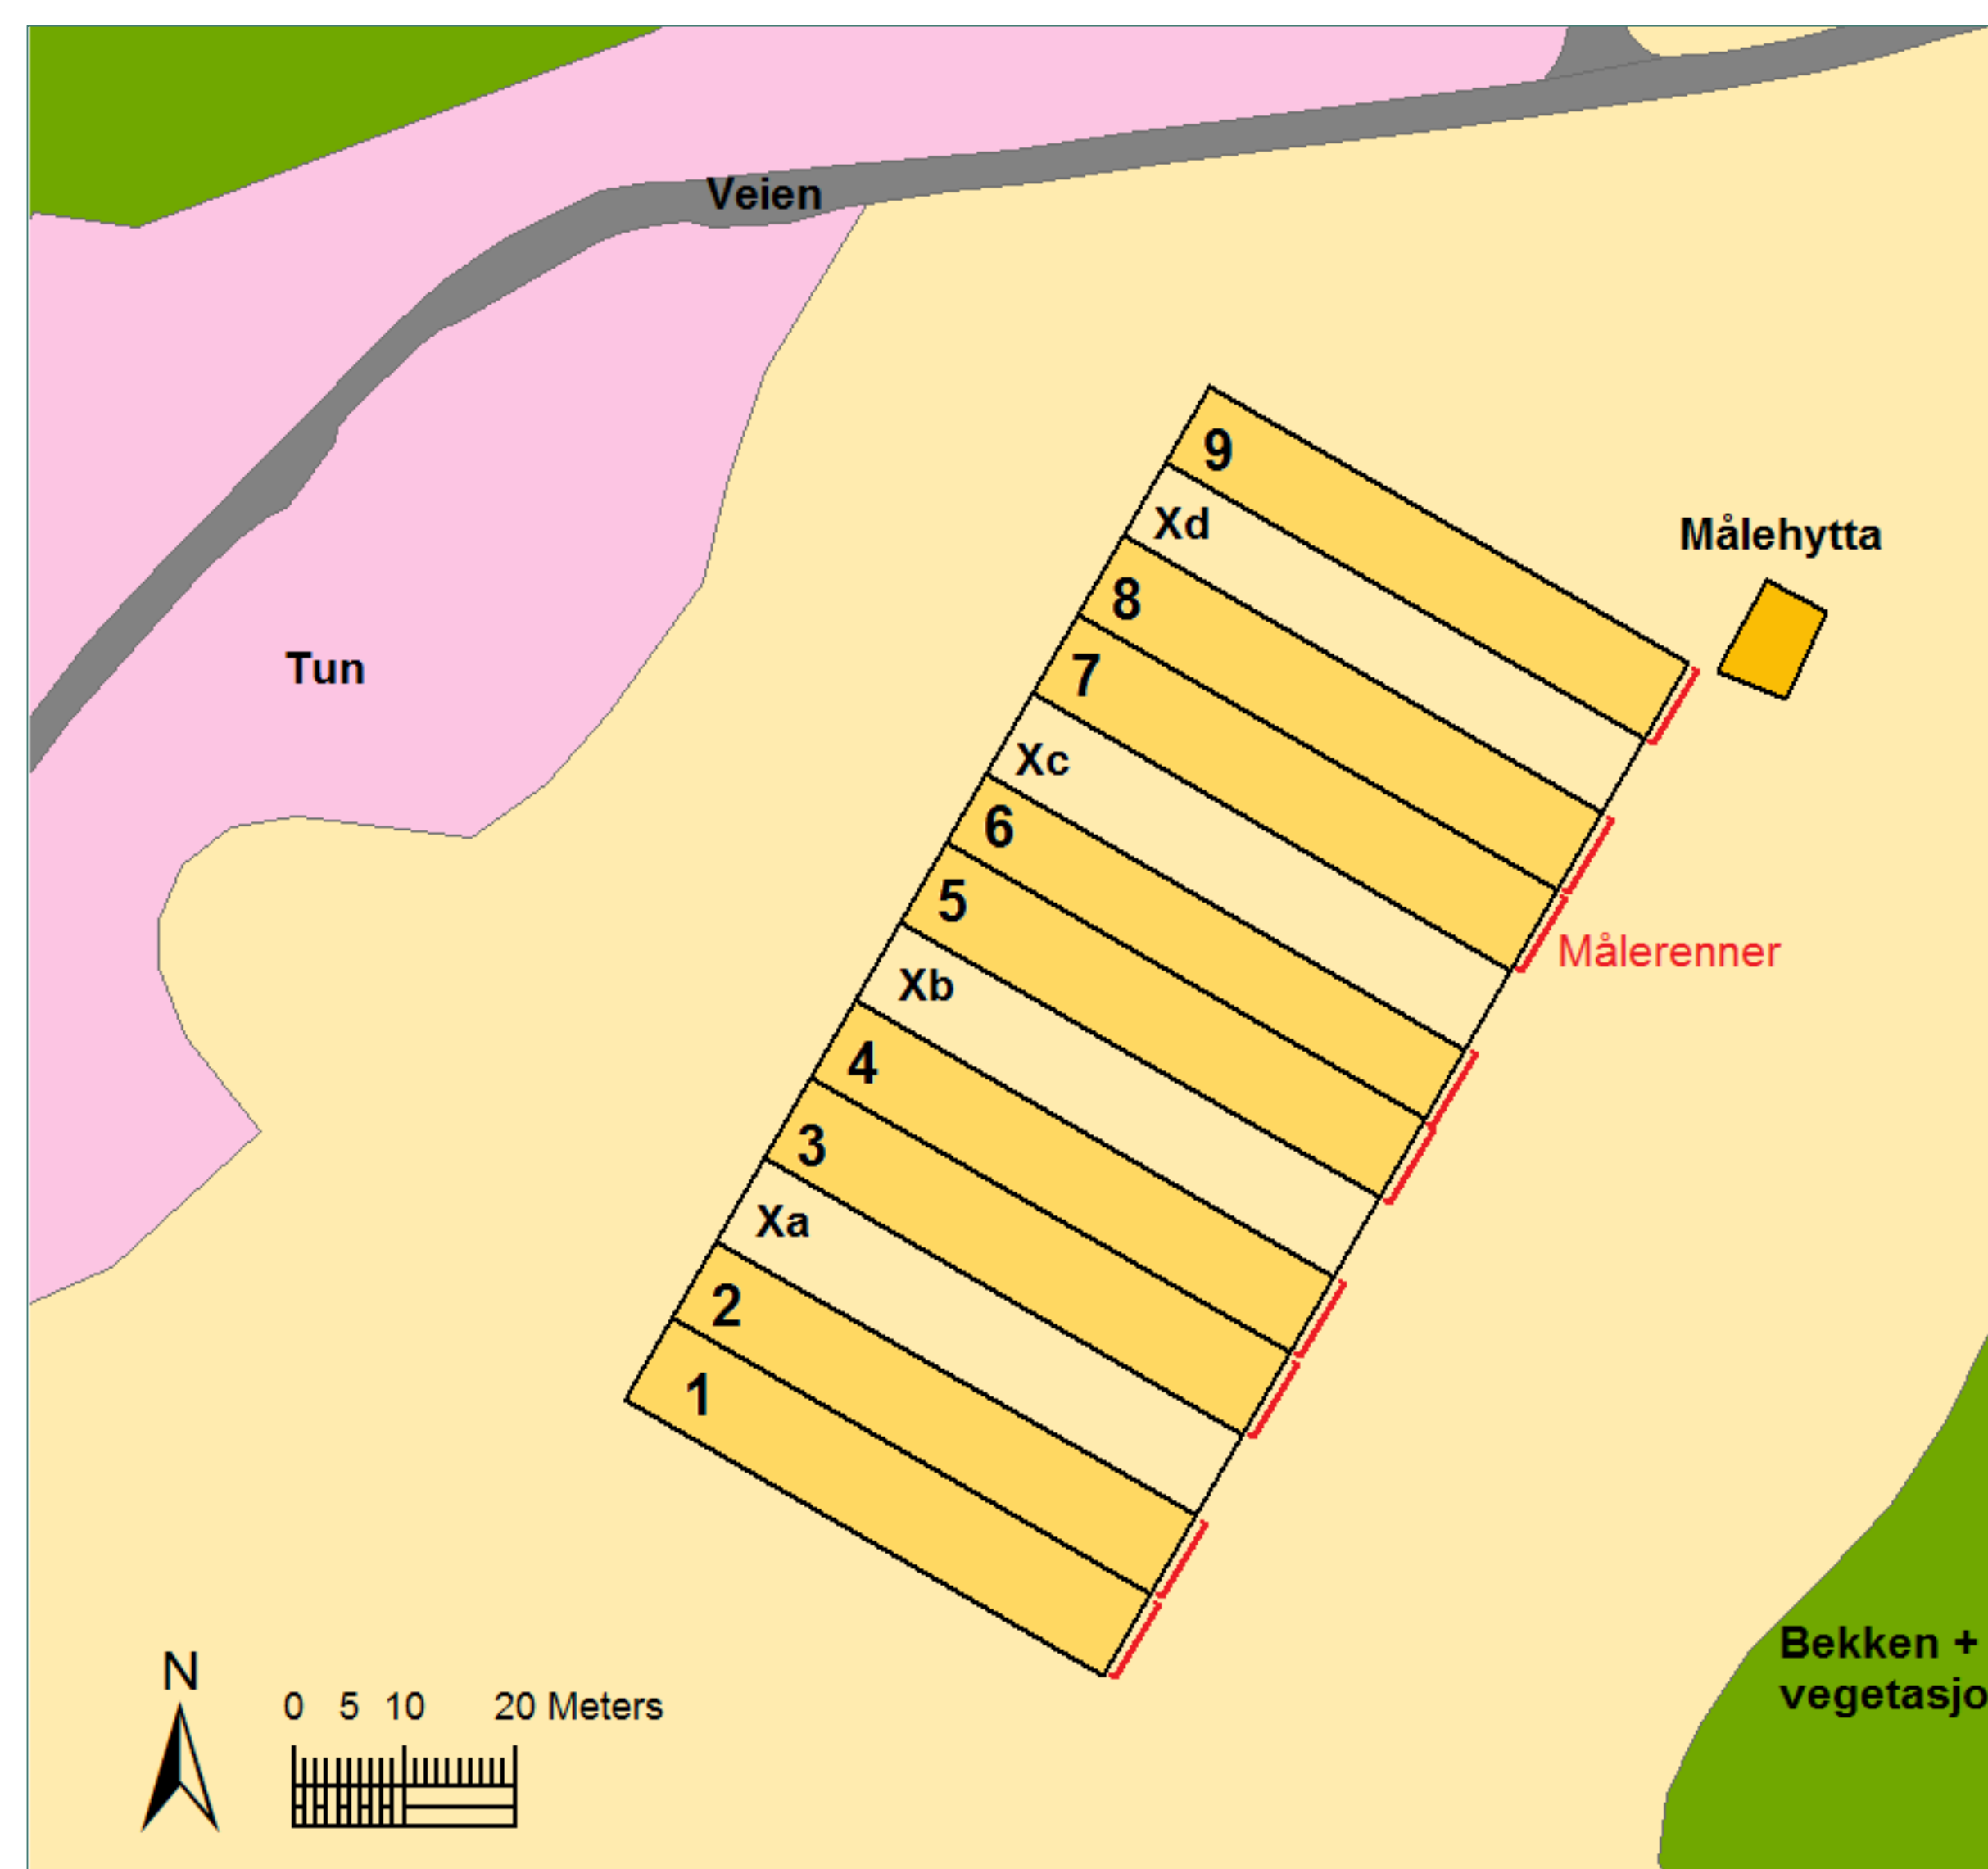 Veien
9
Xd
Målehytta
8
Tun
7
Xc
6
5
Målerenner
Xb
4
3
Xa
2
1
Bekken +
vegetasjo
N
0 5 10 20 Meters